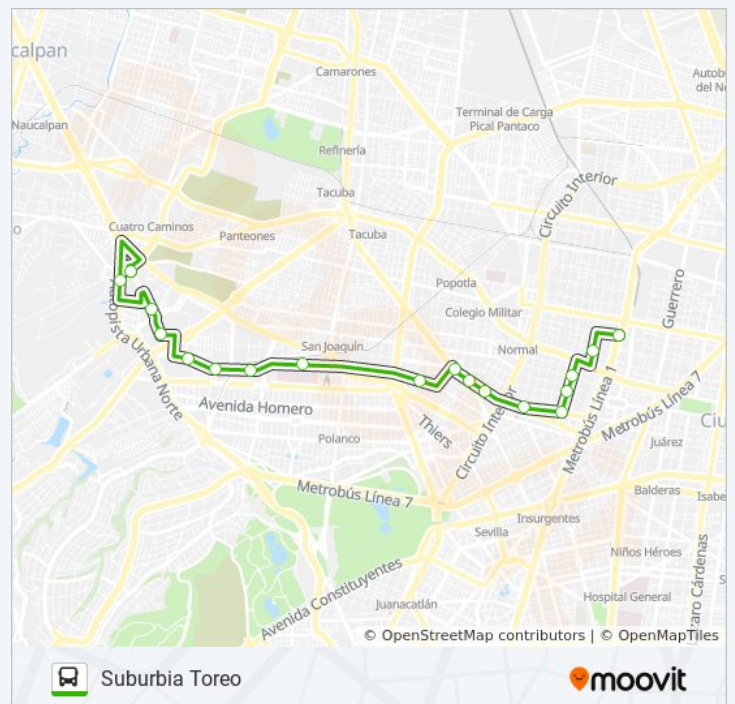 calpan
Camarones
Autob
del No
Terminal de Carga
Pical Pantaco
Naucalpan
Refinería
Circuito Interior
Tacuba
Cuatro Caminos
Panteones
Tacuba
o
Popotla
Guerrero
Colegio Militar
Autopista Urbana Norte
San Joaquín
Normal
Metrobús Línea 1
Metrobús Línea 7
Avenida Homero
Thiers
Circuito Interior
Ciu
Polanco
Juárez
Metrobús Línea 7
Balderas
Isabe
Insurgentes
Sevilla
Niños Héroes
Avenida Constituyentes
Hospital General
Juanacatlán
Lázaro Cárdenas
S
© OpenStreetMap contributors | © OpenMapTiles
Suburbia Toreo
moovit